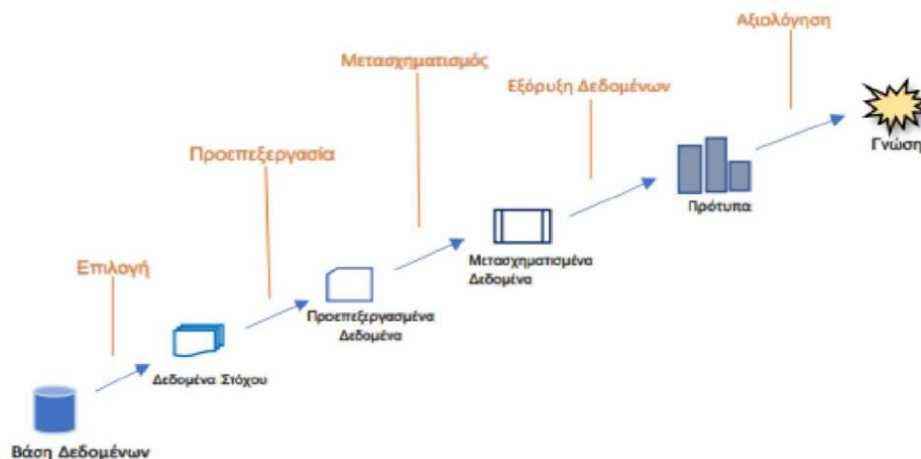 Αξιολόγηση
Μετασχηματισμός
Εξόρυξη Δεδομένων
Γνώση
Προεπεξεργασία
Πρότυπα
Μετασχηματισμένα
Δεδομένα
Επιλογή
Προεπεξεργασμένα
Δεδομένα
Δεδομένα Στόχου
Βάση Δεδομένων